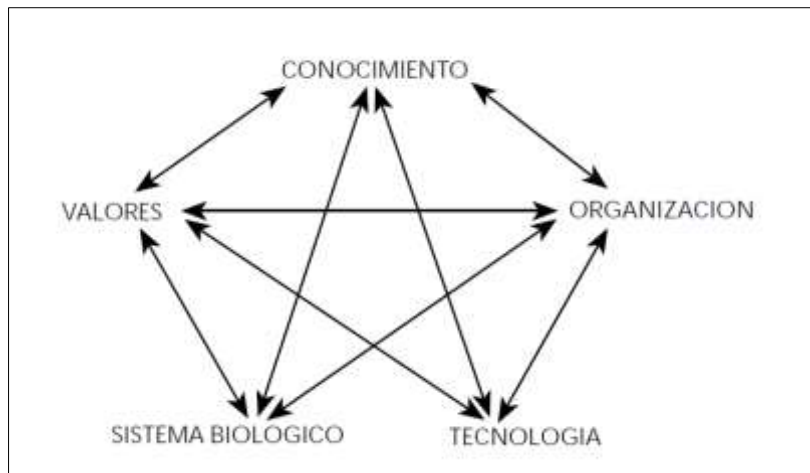 CONOCIMIENTO
VALORES
ORGANIZACION
SISTEMA BIOLOGICO
TECNOLOGIA